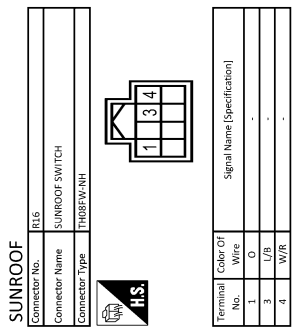 SUNROOF
Connector No. R16
Connector Name SUNROOF SWITCH
Connector Type TH08FW-NH
H.S.
1 3 4
Terminal No. Color Of Wire Signal Name [Specification]
1 O -
3 L/B -
4 W/R -